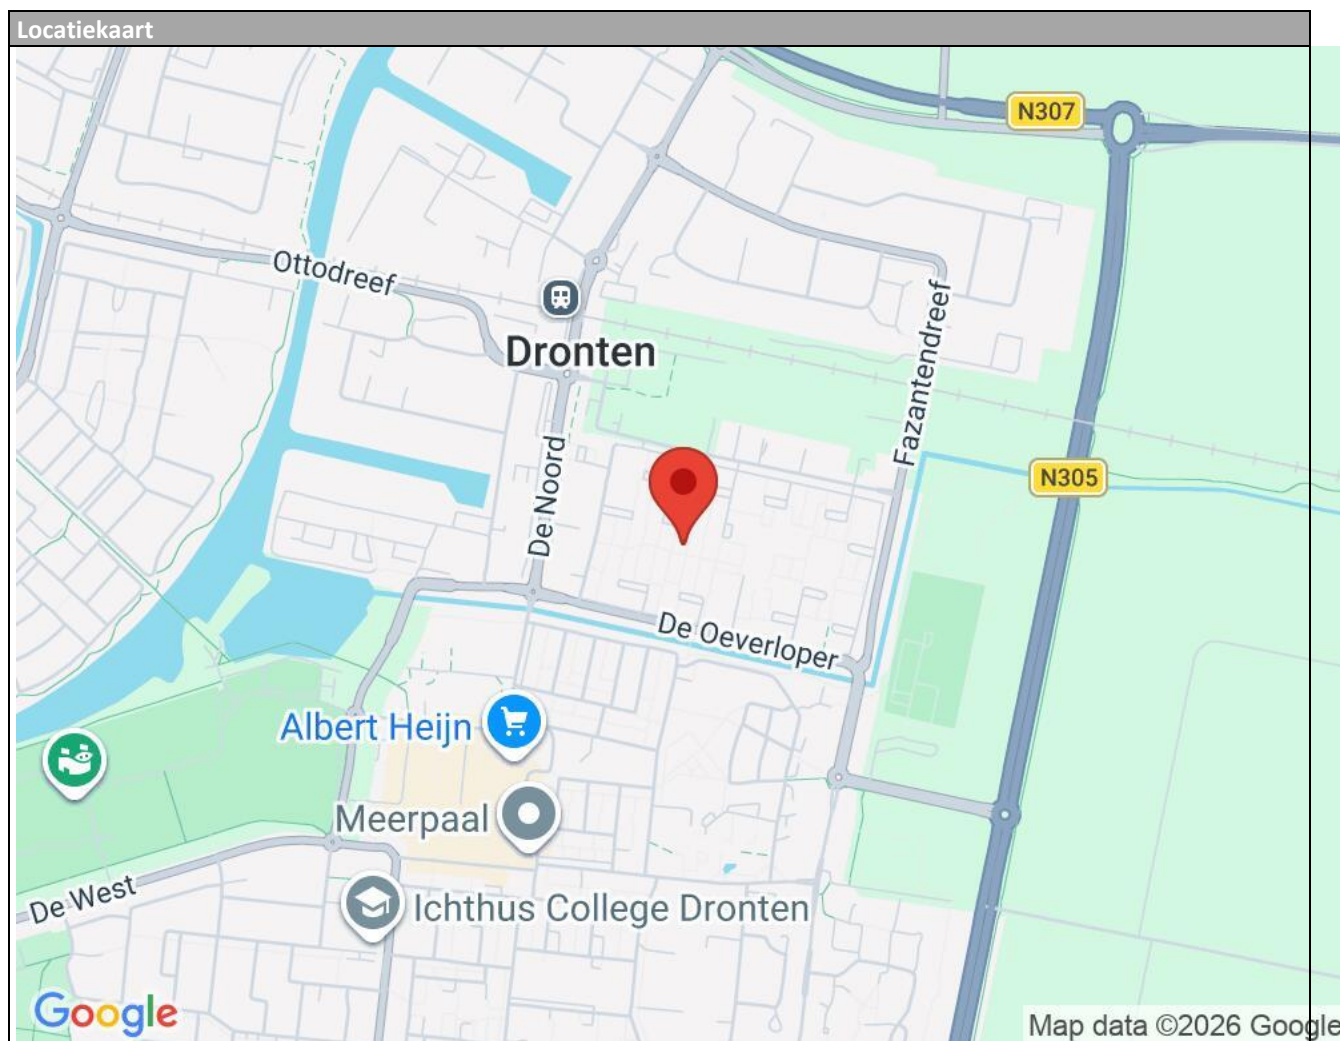 Locatiekaart
N307
Ottodreef
Dronten
Fazantendreef
N305
De Noord
De Oeverloper
Albert Heijn
Meerpaal
De West
Ichthus College Dronten
Google
Map data ©2026 Google